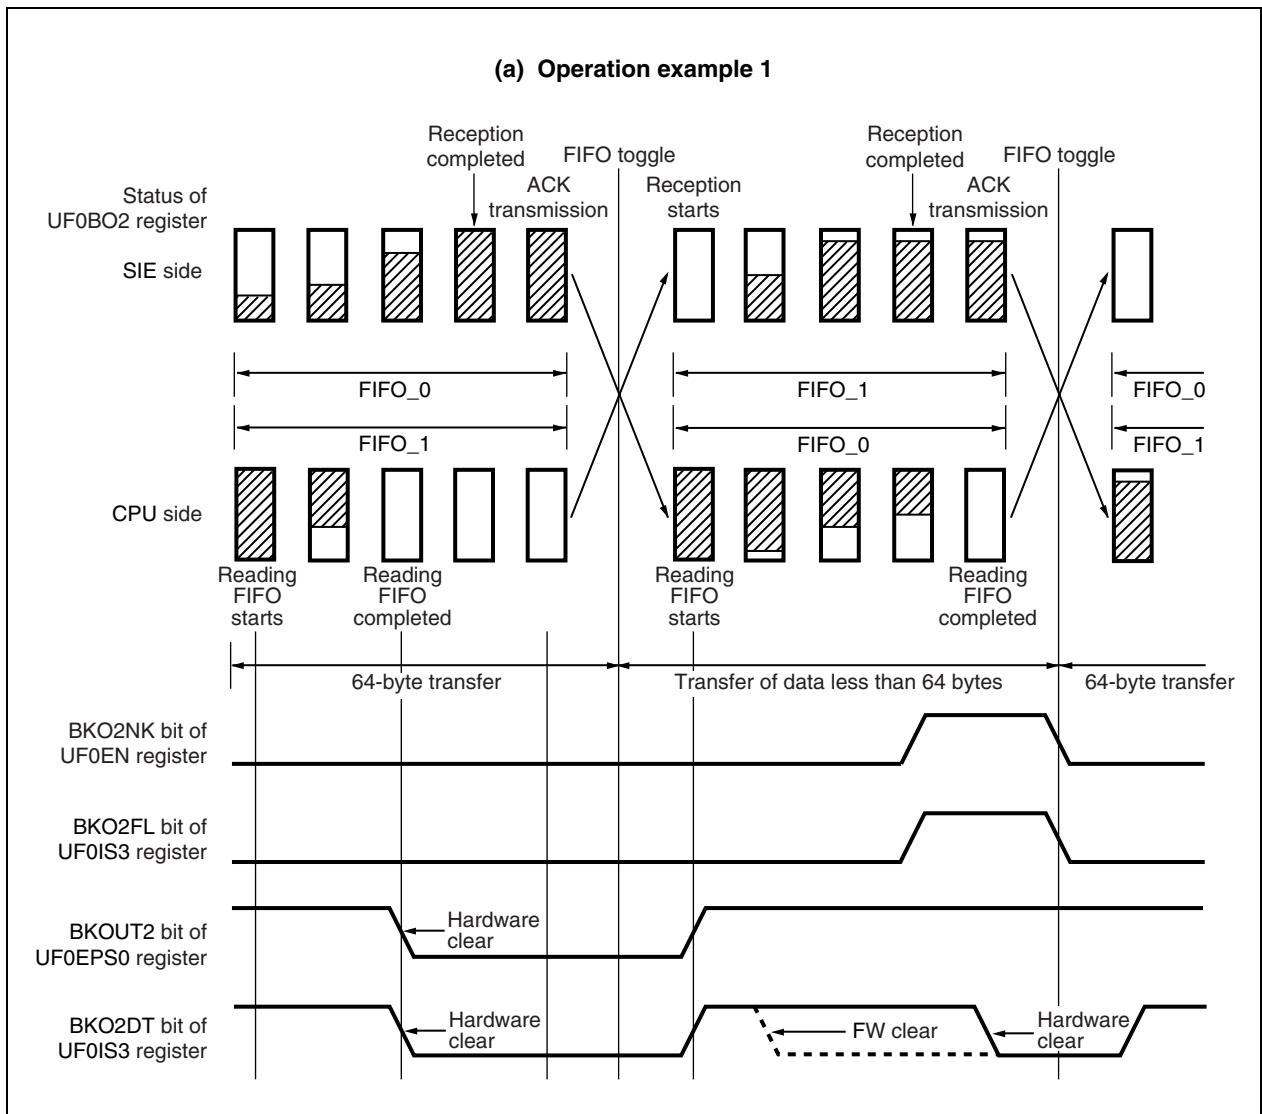 (a) Operation example 1
Reception
completed
FIFO toggle
Reception
completed
FIFO toggle
Status of
UF0BO2 register
ACK
transmission
Reception
starts
ACK
transmission
SIE side
FIFO_0
FIFO_1
FIFO_0
FIFO_1
FIFO_0
FIFO_1
CPU side
Reading
FIFO
starts
Reading
FIFO
completed
Reading
FIFO
starts
Reading
FIFO
completed
64-byte transfer
Transfer of data less than 64 bytes
64-byte transfer
BKO2NK bit of
UF0EN register
BKO2FL bit of
UF0IS3 register
BKOUT2 bit of
UF0EPS0 register
Hardware
clear
BKO2DT bit of
UF0IS3 register
Hardware
clear
FW clear
Hardware
clear